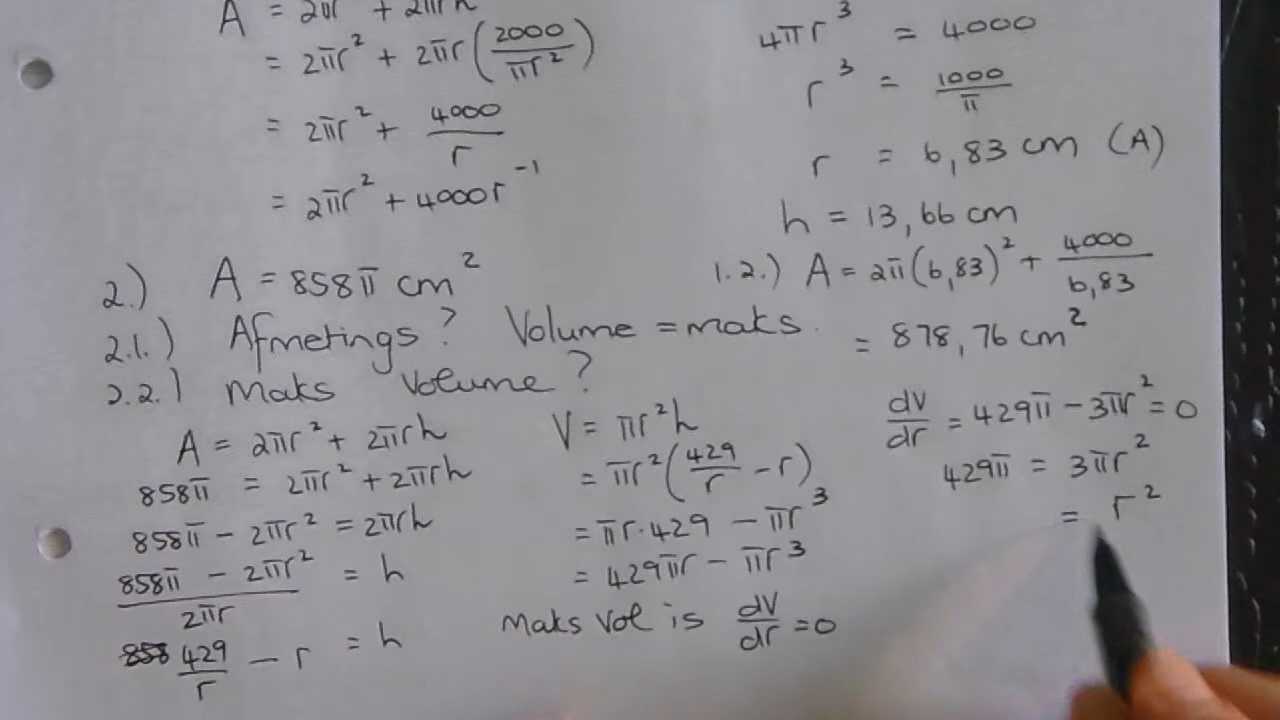 A = 2πr² + 2πrh
= 2πr² + 2πr(2000/πr²)
= 2πr² + 4000/r
= 2πr² + 4000r⁻¹
4πr³ = 4000
r³ = 1000/π
r = 6,83 cm (A)
h = 13,66 cm
1.2.) A = 2π(6,83)² + 4000/6,83
= 878,76 cm²
2.) A = 858π cm²
2.1.) Afmetings? Volume = maks.
2.2.) Maks Volume?
A = 2πr² + 2πrh
858π = 2πr² + 2πrh
858π - 2πr² = 2πrh
(858π - 2πr²)/2πr = h
429/r - r = h
V = πr²h
= πr²(429/r - r)
= πr.429 - πr³
= 429πr - πr³
Maks Vol is dV/dr = 0
dV/dr = 429π - 3πr² = 0
429π = 3πr²
= r²